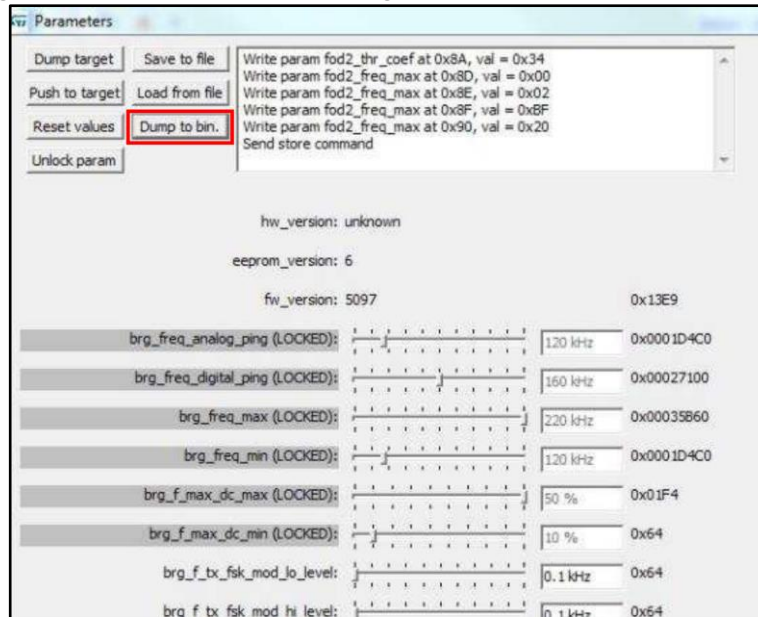 Parameters
Dump target Save to file
Push to target Load from file
Reset values Dump to bin.
Unlock param
Write param fod2_thr_coef at 0x8A, val = 0x34
Write param fod2_freq_max at 0x8D, val = 0x00
Write param fod2_freq_max at 0x8E, val = 0x02
Write param fod2_freq_max at 0x8F, val = 0xBF
Write param fod2_freq_max at 0x90, val = 0x20
Send store command
hw_version: unknown
eeprom_version: 6
fw_version: 5097 0x13E9
brg_freq_analog_ping (LOCKED): 120 kHz 0x0001D4C0
brg_freq_digital_ping (LOCKED): 160 kHz 0x00027100
brg_freq_max (LOCKED): 220 kHz 0x00035B60
brg_freq_min (LOCKED): 120 kHz 0x0001D4C0
brg_f_max_dc_max (LOCKED): 50 % 0x01F4
brg_f_max_dc_min (LOCKED): 10 % 0x64
brg_f_tx_fsk_mod_lo_level: 0.1 kHz 0x64
brg_f_tx_fsk_mod_hi_level: 0.1 kHz 0x64